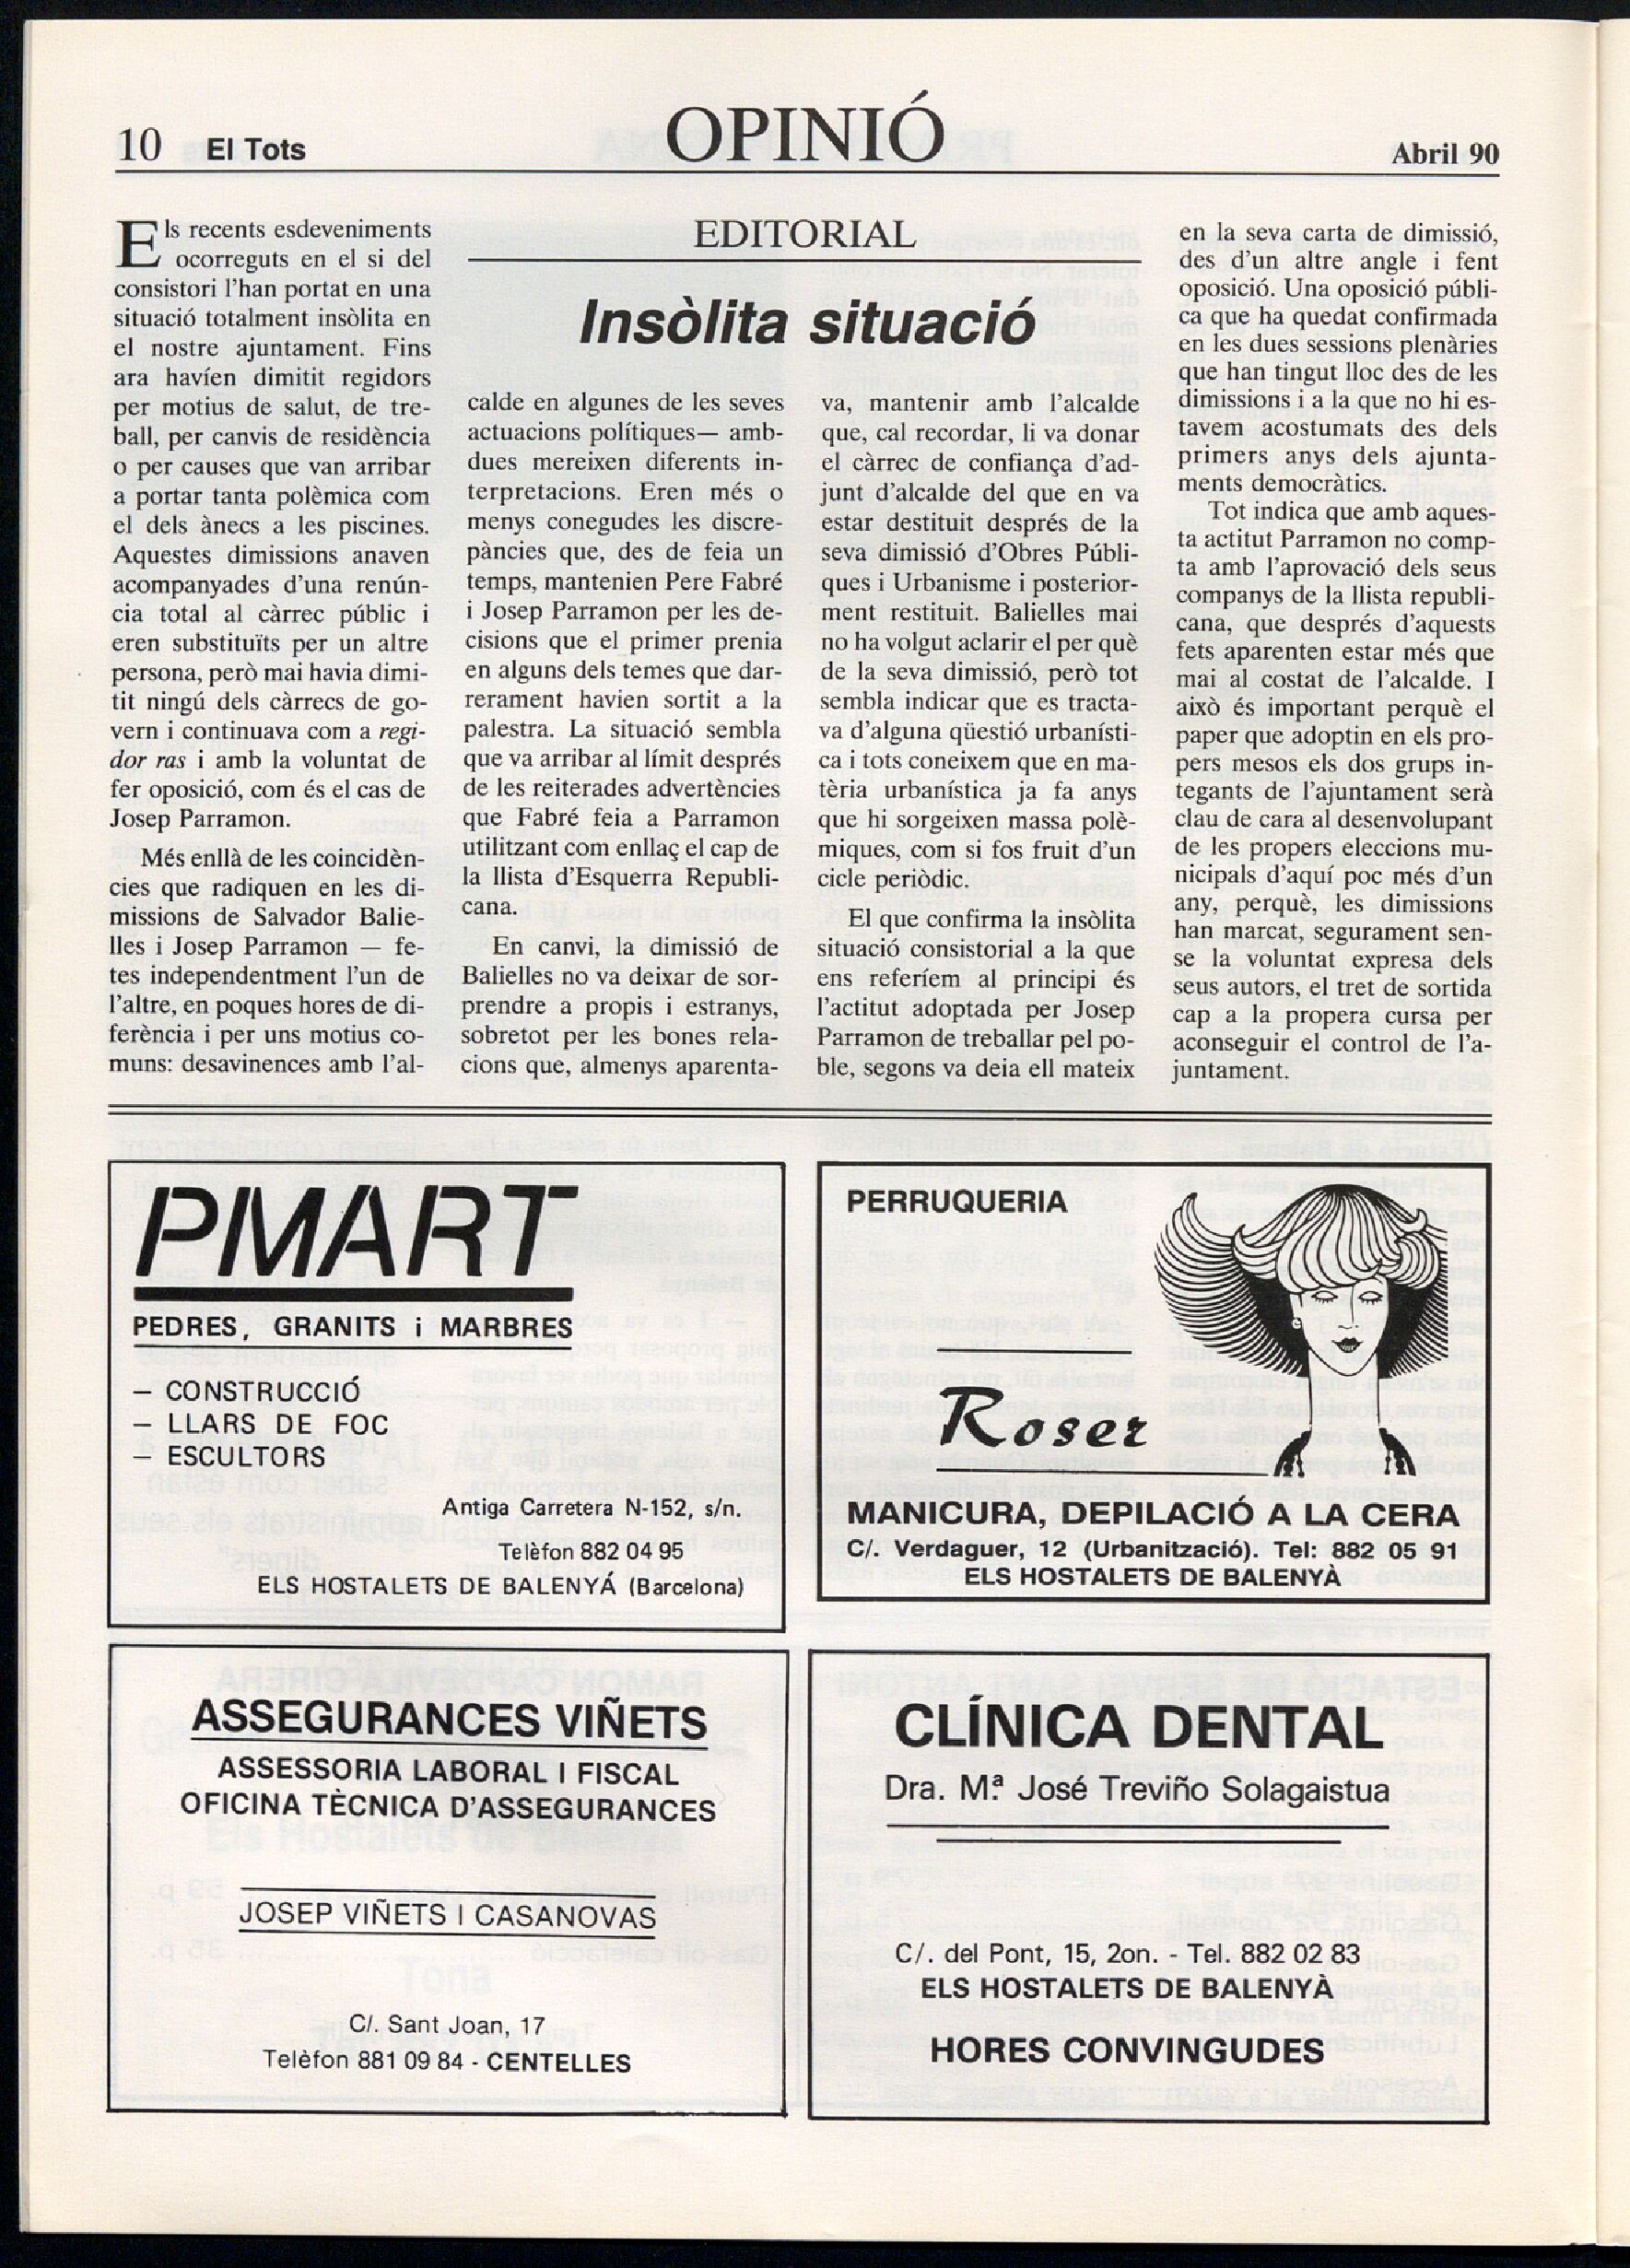 10 El Tots
OPINIÓ
Abril 90
EDITORIAL
Insòlita situació
Els recents esdeveniments
ocorreguts en el si del
consistori l'han portat en una
situació totalment insòlita en
el nostre ajuntament. Fins
ara havíen dimitit regidors
per motius de salut, de tre-
ball, per canvis de residència
o per causes que van arribar
a portar tanta polèmica com
el dels ànecs a les piscines.
Aquestes dimissions anaven
acompanyades d'una renún-
cia total al càrrec públic i
eren substituïts per un altre
persona, però mai havia dimi-
tit ningú dels càrrecs de go-
vern i continuava com a regi-
dor ras i amb la voluntat de
fer oposició, com és el cas de
Josep Parramon.
Més enllà de les coincidèn-
cies que radiquen en les di-
missions de Salvador Balie-
lles i Josep Parramon — fe-
tes independentment l'un de
l'altre, en poques hores de di-
ferència i per uns motius co-
muns: desavinences amb l'al-
calde en algunes de les seves
actuacions polítiques— amb-
dues mereixen diferents in-
terpretacions. Eren més o
menys conegudes les discre-
pàncies que, des de feia un
temps, mantenien Pere Fabré
i Josep Parramon per les de-
cisions que el primer prenia
en alguns dels temes que dar-
rerament havien sortit a la
palestra. La situació sembla
que va arribar al límit després
de les reiterades advertències
que Fabré feia a Parramon
utilitzant com enllaç el cap de
la llista d'Esquerra Republi-
cana.
En canvi, la dimissió de
Balielles no va deixar de sor-
prendre a propis i estranys,
sobretot per les bones rela-
cions que, almenys aparenta-
va, mantenir amb l'alcalde
que, cal recordar, li va donar
el càrrec de confiança d'ad-
junt d'alcalde del que en va
estar destituit després de la
seva dimissió d'Obres Públi-
ques i Urbanisme i posterior-
ment restituit. Balielles mai
no ha volgut aclarir el per què
de la seva dimissió, però tot
sembla indicar que es tracta-
va d'alguna qüestió urbanísti-
ca i tots coneixem que en ma-
tèria urbanística ja fa anys
que hi sorgeixen massa polè-
miques, com si fos fruit d'un
cicle periòdic.
El que confirma la insòlita
situació consistorial a la que
ens referíem al principi és
l'actitut adoptada per Josep
Parramon de treballar pel po-
ble, segons va deia ell mateix
en la seva carta de dimissió,
des d'un altre angle i fent
oposició. Una oposició públi-
ca que ha quedat confirmada
en les dues sessions plenàries
que han tingut lloc des de les
dimissions i a la que no hi es-
tavem acostumats des dels
primers anys dels ajunta-
ments democràtics.
Tot indica que amb aques-
ta actitut Parramon no comp-
ta amb l'aprovació dels seus
companys de la llista republi-
cana, que després d'aquests
fets aparenten estar més que
mai al costat de l'alcalde. I
això és important perquè el
paper que adoptin en els pro-
pers mesos els dos grups in-
tegants de l'ajuntament serà
clau de cara al desenvolupant
de les propers eleccions mu-
nicipals d'aquí poc més d'un
any, perquè, les dimissions
han marcat, segurament sen-
se la voluntat expresa dels
seus autors, el tret de sortida
cap a la propera cursa per
aconseguir el control de l'a-
juntament.
PMART
PEDRES, GRANITS i MARBRES
— CONSTRUCCIÓ
— LLARS DE FOC
— ESCULTORS
Antiga Carretera N-152, s/n.
Telèfon 882 04 95
ELS HOSTALETS DE BALENYÁ (Barcelona)
PERRUQUERIA
Roser
MANICURA, DEPILACIÓ A LA CERA
C/. Verdaguer, 12 (Urbanització). Tel: 882 05 91
ELS HOSTALETS DE BALENYÀ
ASSEGURANCES VIÑETS
ASSESSORIA LABORAL I FISCAL
OFICINA TÈCNICA D'ASSEGURANCES
JOSEP VIÑETS I CASANOVAS
C/. Sant Joan, 17
Telèfon 881 09 84 - CENTELLES
CLÍNICA DENTAL
Dra. Mª José Treviño Solagaistua
C/. del Pont, 15, 2on. - Tel. 882 02 83
ELS HOSTALETS DE BALENYÀ
HORES CONVINGUDES